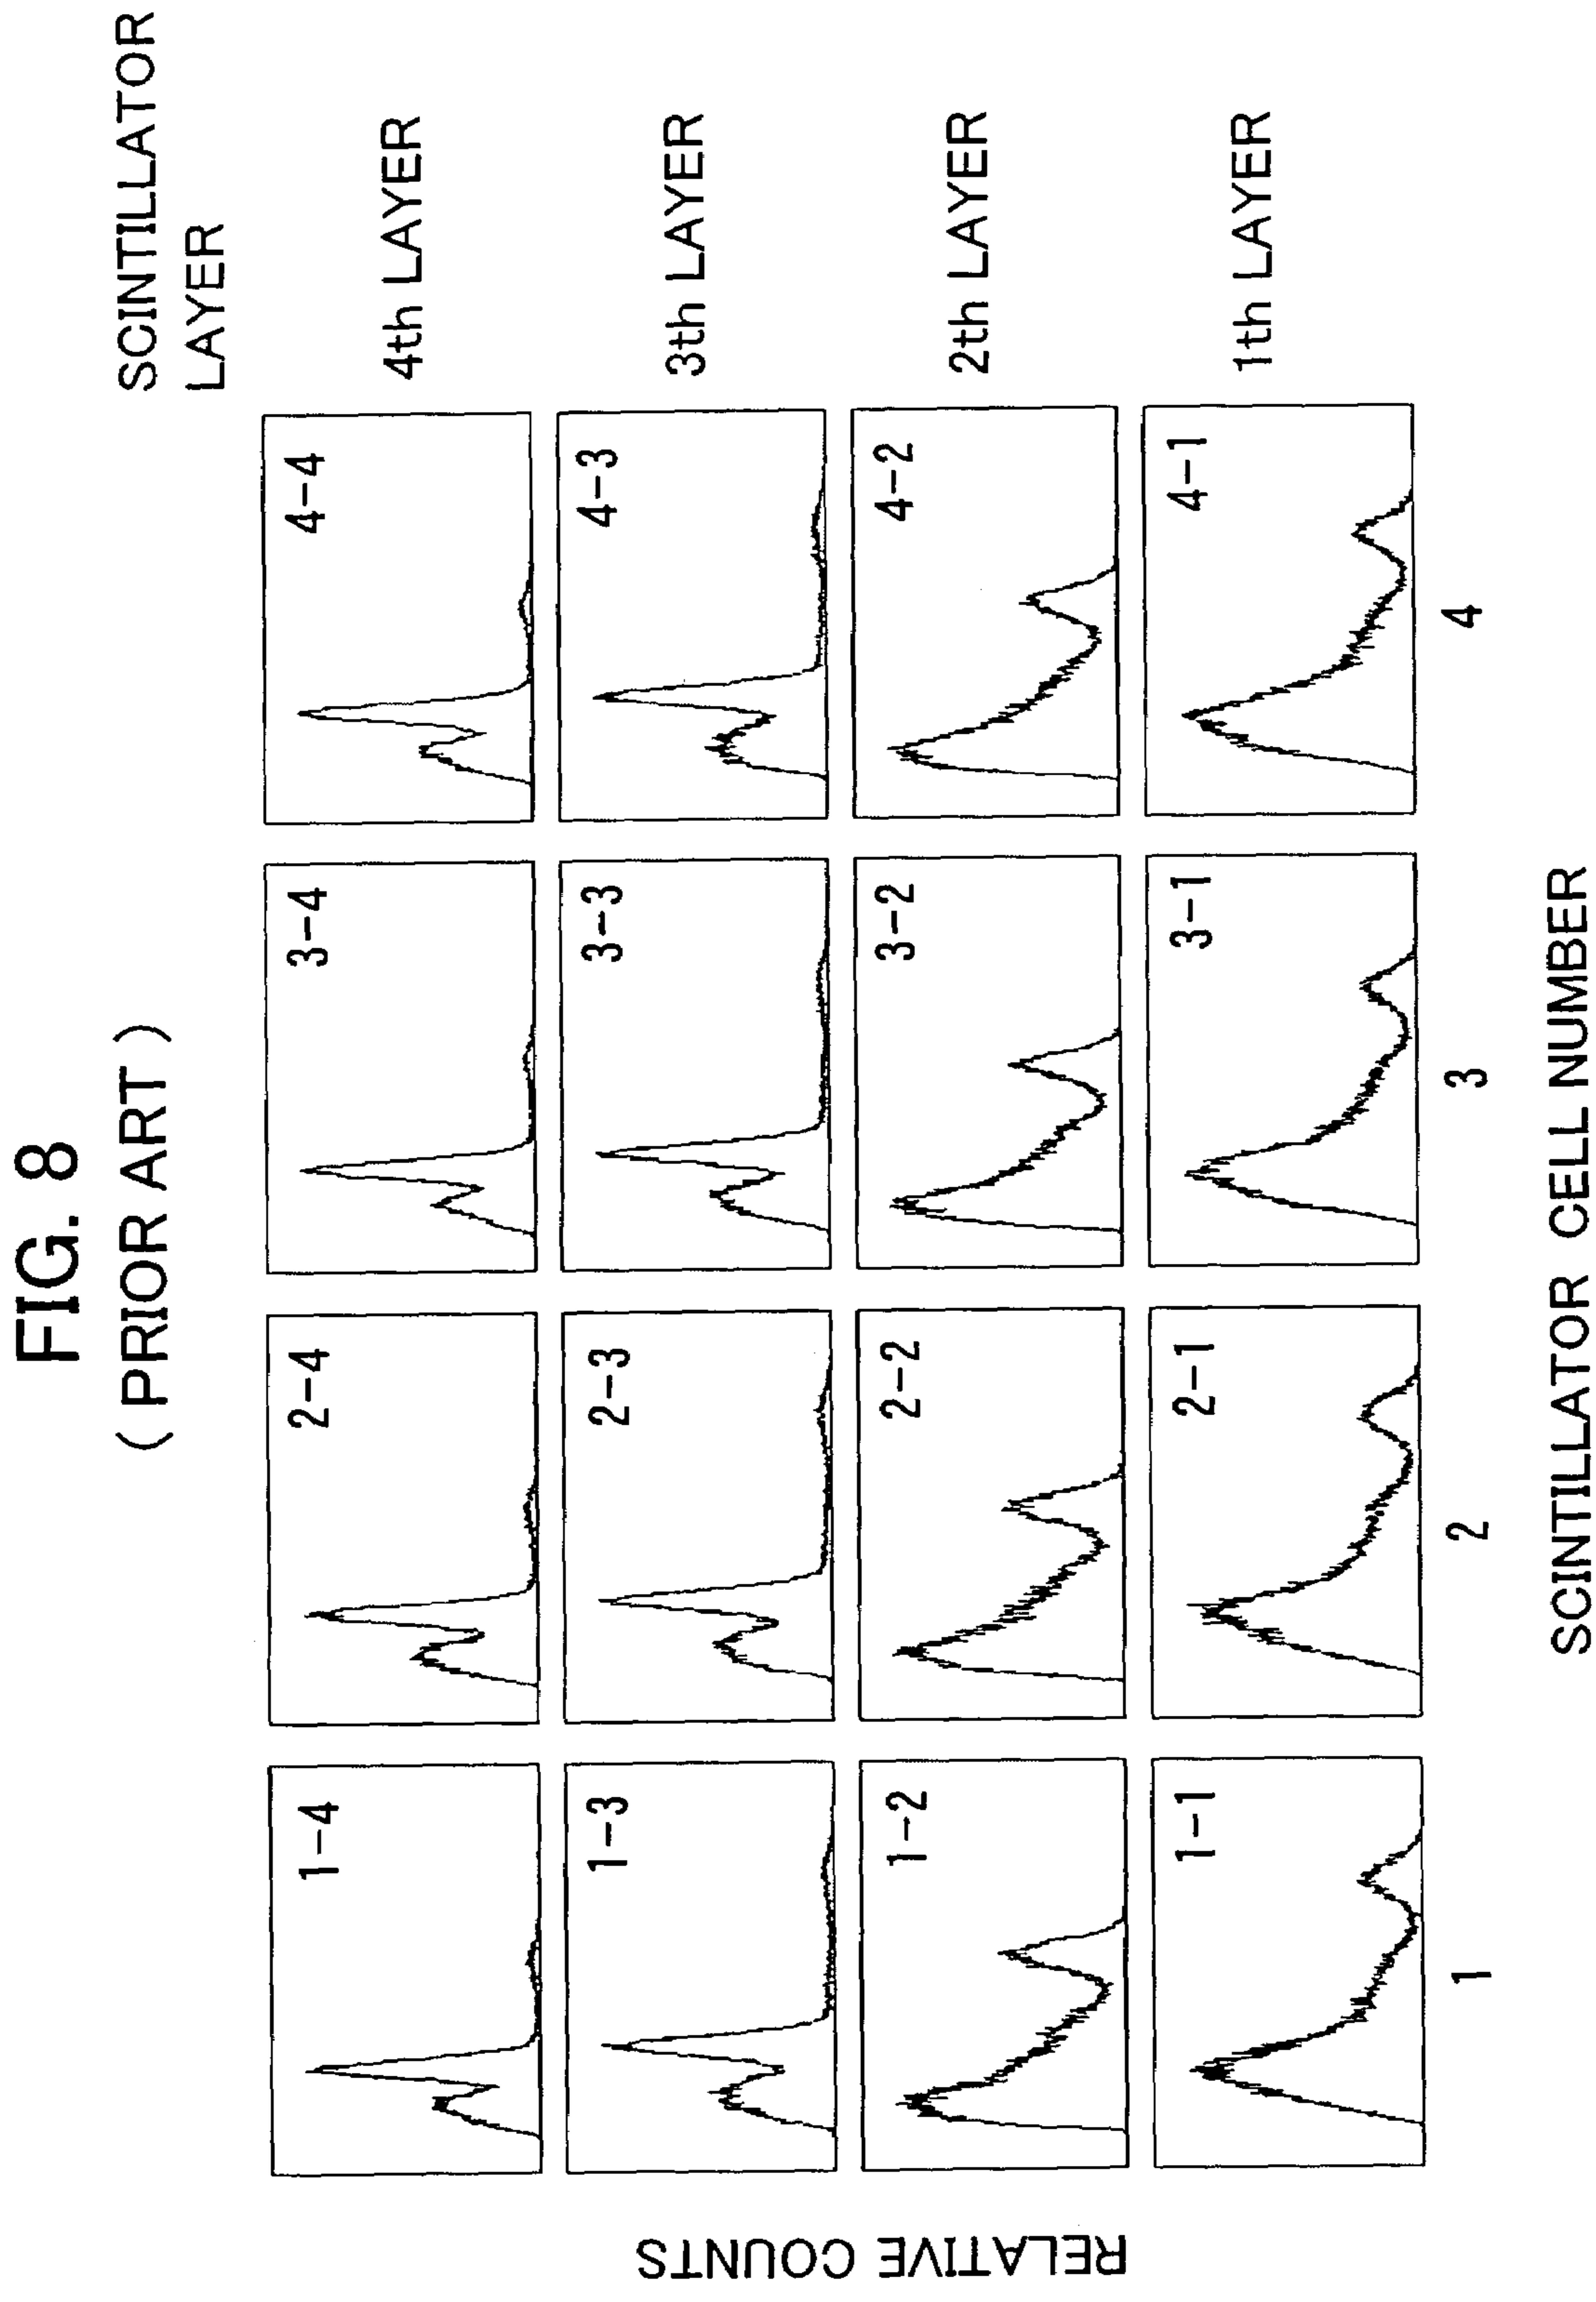 FIG. 8
( PRIOR ART )
SCINTILLATOR
LAYER
1-4
2-4
3-4
4-4
4th LAYER
1-3
2-3
3-3
4-3
3th LAYER
1-2
2-2
3-2
4-2
2th LAYER
1-1
2-1
3-1
4-1
1th LAYER
RELATIVE COUNTS
1
2
3
4
SCINTILLATOR CELL NUMBER